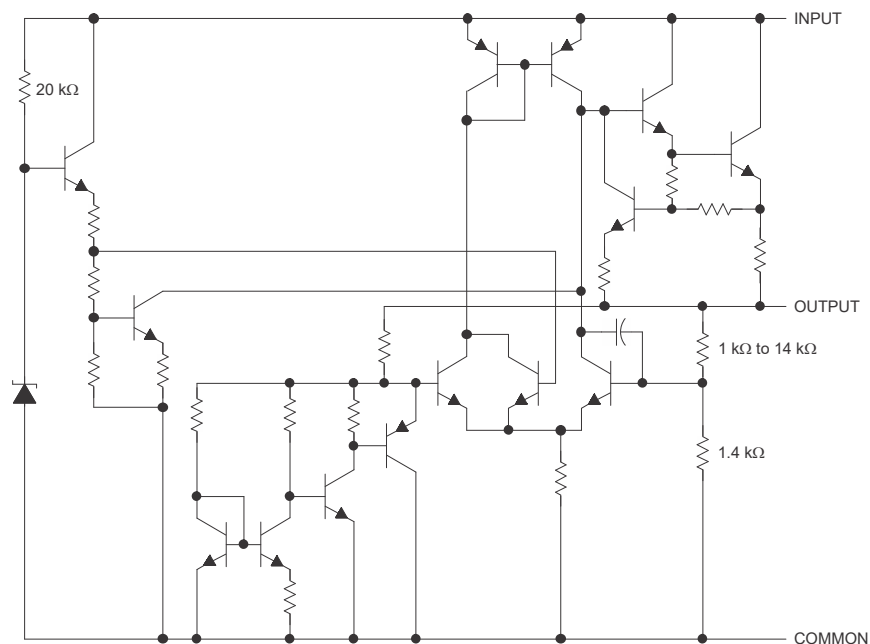 INPUT
20 kΩ
OUTPUT
1 kΩ to 14 kΩ
1.4 kΩ
COMMON